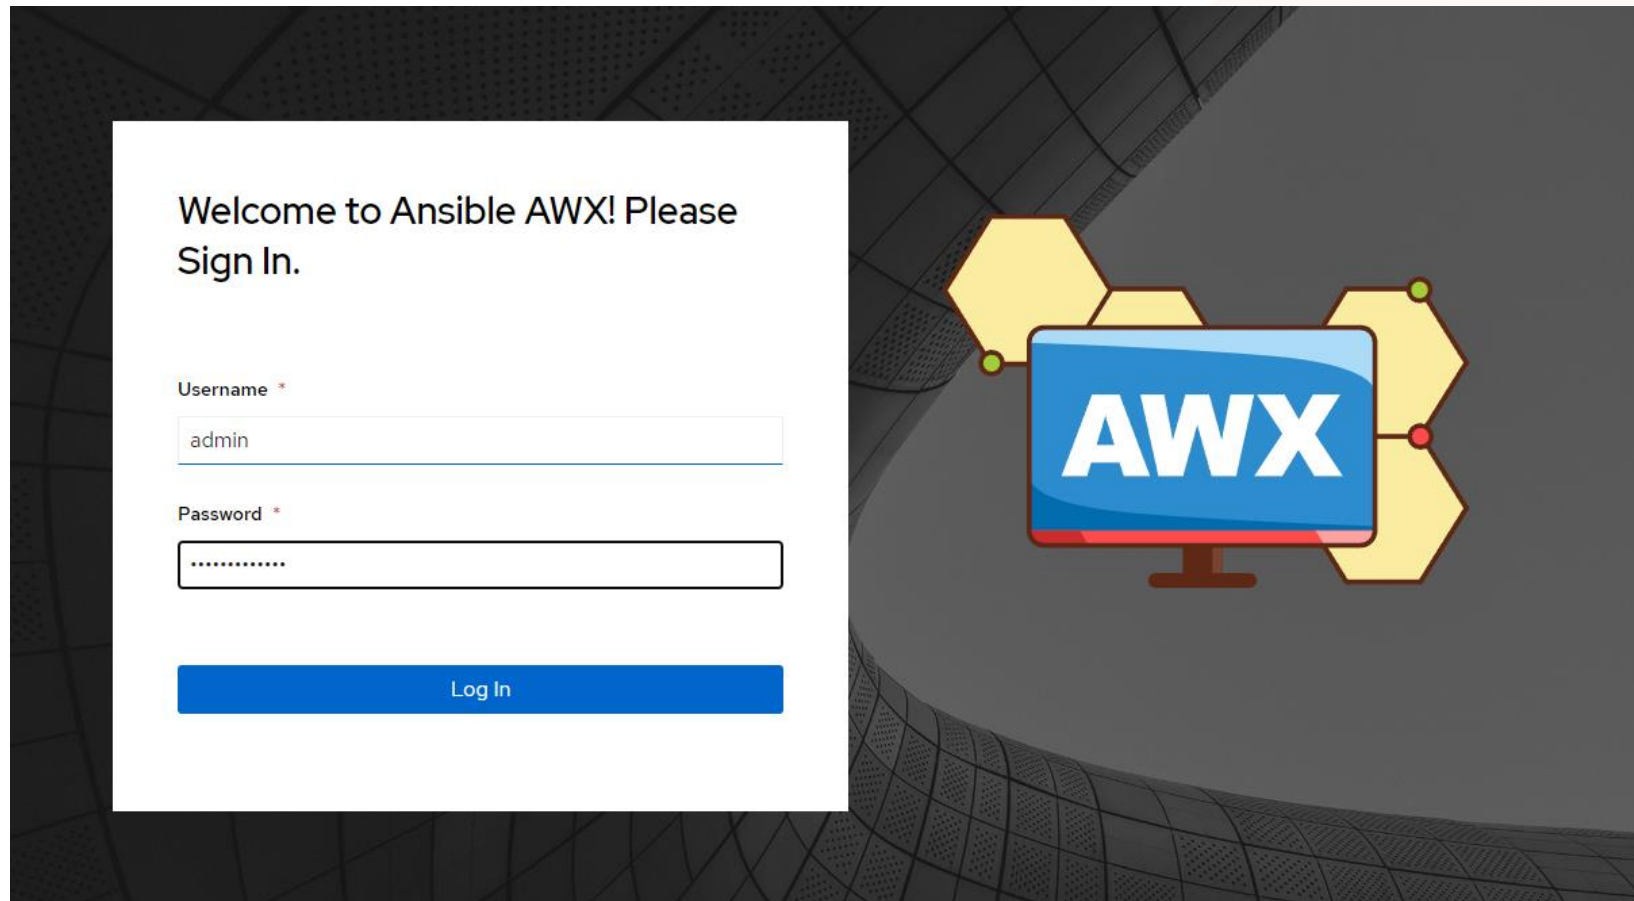 Welcome to Ansible AWX! Please
Sign In.
Username *
admin
Password *
•••••••••••••
Log In
AWX